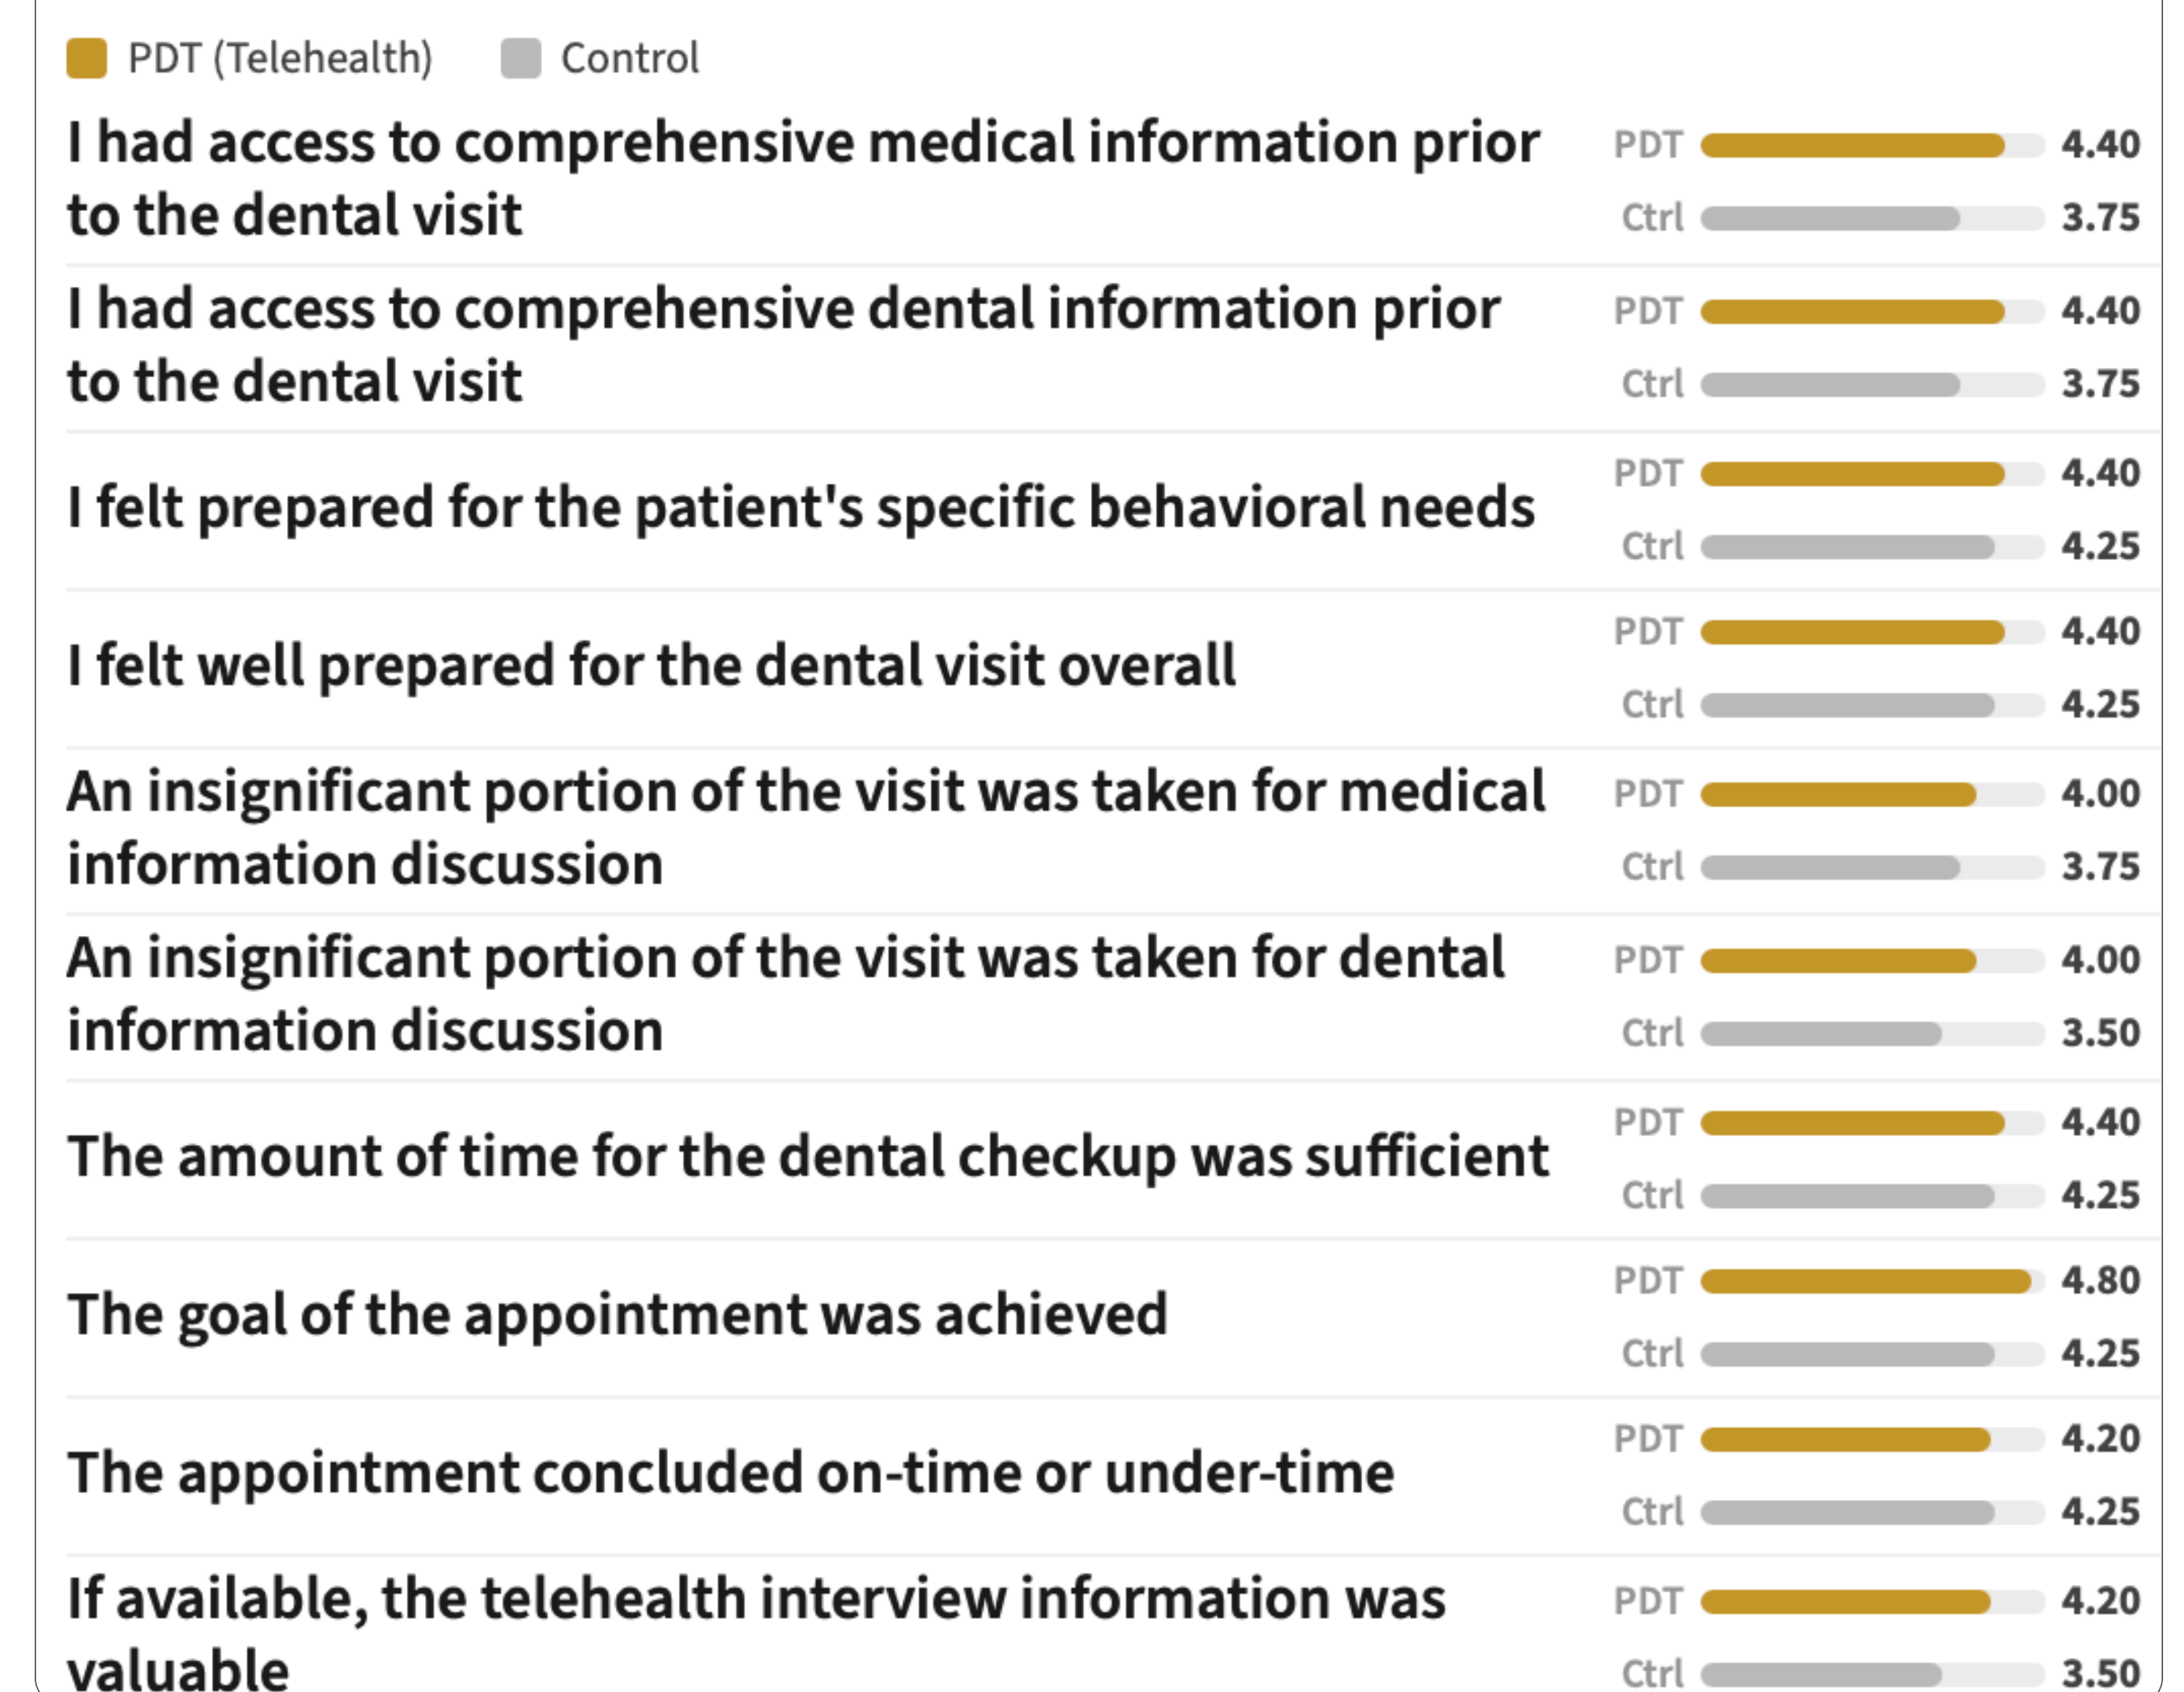 PDT (Telehealth) Control
I had access to comprehensive medical information prior
to the dental visit
PDT 4.40
Ctrl 3.75
I had access to comprehensive dental information prior
to the dental visit
PDT 4.40
Ctrl 3.75
I felt prepared for the patient's specific behavioral needs
PDT 4.40
Ctrl 4.25
I felt well prepared for the dental visit overall
PDT 4.40
Ctrl 4.25
An insignificant portion of the visit was taken for medical
information discussion
PDT 4.00
Ctrl 3.75
An insignificant portion of the visit was taken for dental
information discussion
PDT 4.00
Ctrl 3.50
The amount of time for the dental checkup was sufficient
PDT 4.40
Ctrl 4.25
The goal of the appointment was achieved
PDT 4.80
Ctrl 4.25
The appointment concluded on-time or under-time
PDT 4.20
Ctrl 4.25
If available, the telehealth interview information was
valuable
PDT 4.20
Ctrl 3.50